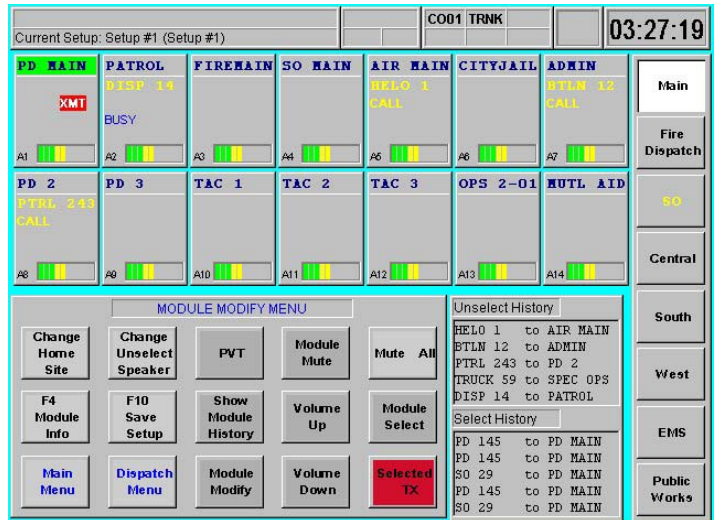 CO01 TRNK
03:27:19
Current Setup: Setup #1 (Setup #1)
PD MAIN PATROL FIREMAIN SO MAIN AIR MAIN CITYJAIL ADMIN
DISP 14 HELO 1 BTLN 12
XMT CALL CALL
BUSY
A1 A2 A3 A4 A5 A6 A7
PD 2 PD 3 TAC 1 TAC 2 TAC 3 OPS 2-01 MUTL AID
PTRL 243
CALL
A8 A9 A10 A11 A12 A13 A14
Main
Fire
Dispatch
SO
Central
South
West
EMS
Public
Works
MODULE MODIFY MENU
Change
Home
Site
Change
Unselect
Speaker
PVT
Module
Mute
Mute All
F4
Module
Info
F10
Save
Setup
Show
Module
History
Volume
Up
Module
Select
Main
Menu
Dispatch
Menu
Module
Modify
Volume
Down
Selected
TX
Unselect History
HELO 1 to AIR MAIN
BTLN 12 to ADMIN
PTRL 243 to PD 2
TRUCK 59 to SPEC OPS
DISP 14 to PATROL
Select History
PD 145 to PD MAIN
PD 145 to PD MAIN
SO 29 to PD MAIN
PD 145 to PD MAIN
SO 29 to PD MAIN